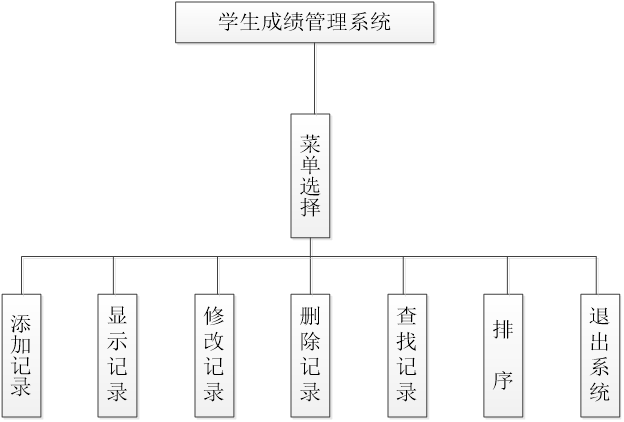 学生成绩管理系统
菜单选择
添加记录
显示记录
修改记录
删除记录
查找记录
排序
退出系统